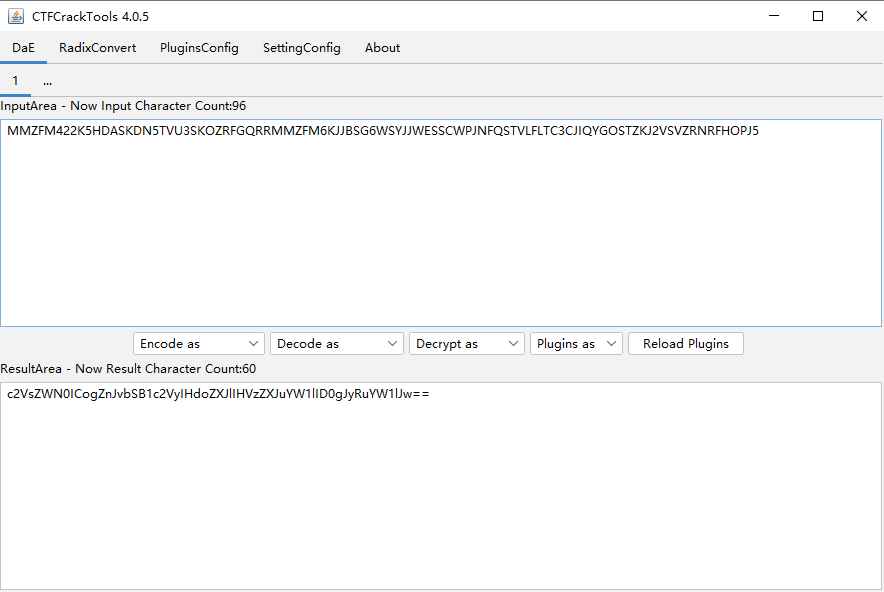 CTFCrackTools 4.0.5
DaE RadixConvert PluginsConfig SettingConfig About
1 ...
InputArea - Now Input Character Count:96
MMZFM422K5HDASKDN5TVU3SKOZRFGQRRMMZFM6KJJBSG6WSYJJWESSCWPJNFQSTVLFLTC3CJIQYGOSTZKJ2VSVZRNRFHOPJ5
Encode as Decode as Decrypt as Plugins as Reload Plugins
ResultArea - Now Result Character Count:60
c2VsZWN0ICogZnJvbSB1c2VyIHdoZXJlIHVzZXJuYW1lID0gJyRuYW1lJw==